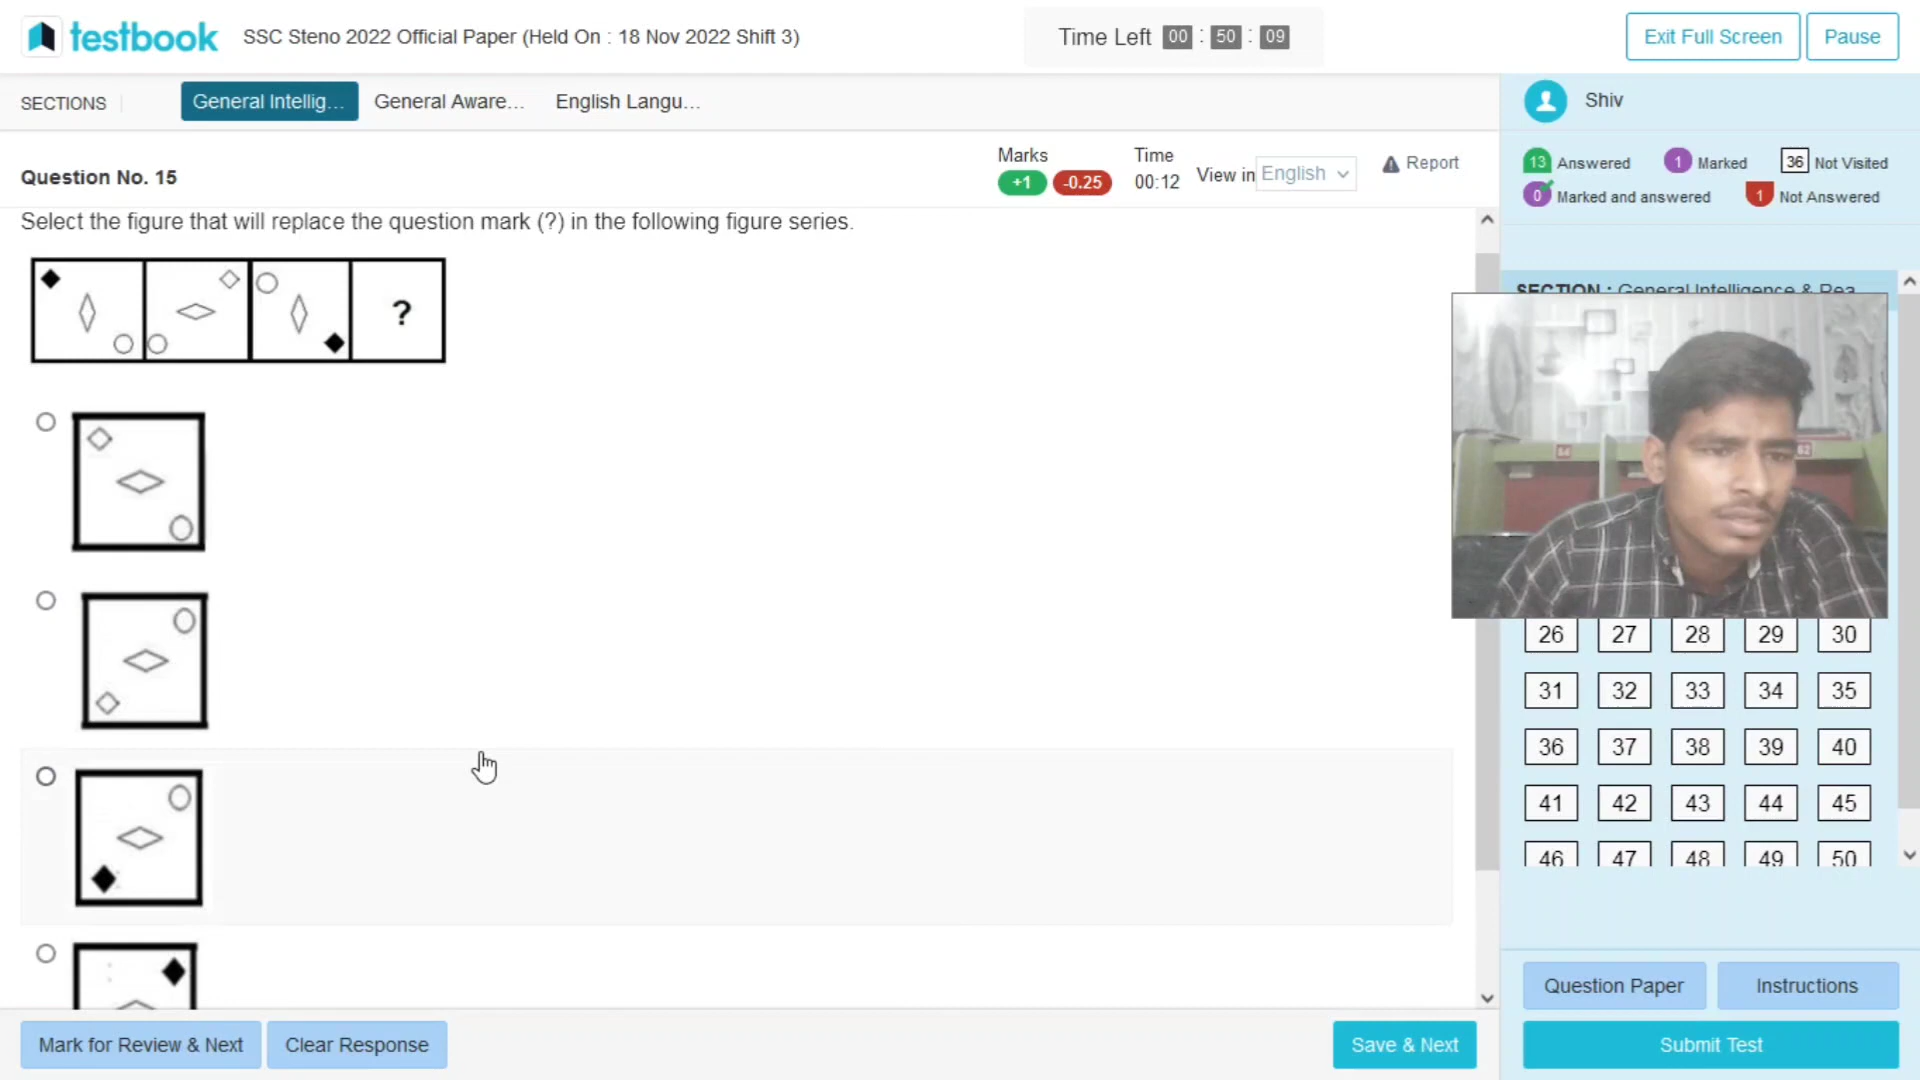 testbook SSC Steno 2022 Official Paper (Held On : 18 Nov 2022 Shift 3) Time Left 00 : 50 : 09 Exit Full Screen Pause
SECTIONS General Intellig... General Aware... English Langu...
Shiv
Question No. 15
Marks
+1 -0.25
Time
00:12
View in English
Report
13 Answered 1 Marked 36 Not Visited
0 Marked and answered 1 Not Answered
Select the figure that will replace the question mark (?) in the following figure series.
?
SECTION : General Intelligence & Rea
26 27 28 29 30
31 32 33 34 35
36 37 38 39 40
41 42 43 44 45
46 47 48 49 50
Question Paper Instructions
Mark for Review & Next Clear Response Save & Next Submit Test